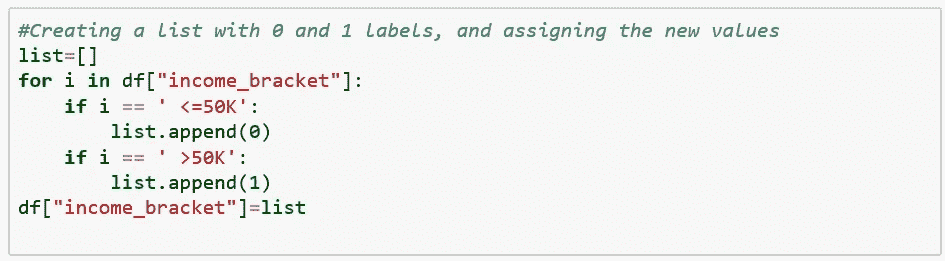 #Creating a list with 0 and 1 labels, and assigning the new values
list=[]
for i in df["income_bracket"]:
    if i == ' <=50K':
        list.append(0)
    if i == ' >50K':
        list.append(1)
df["income_bracket"]=list